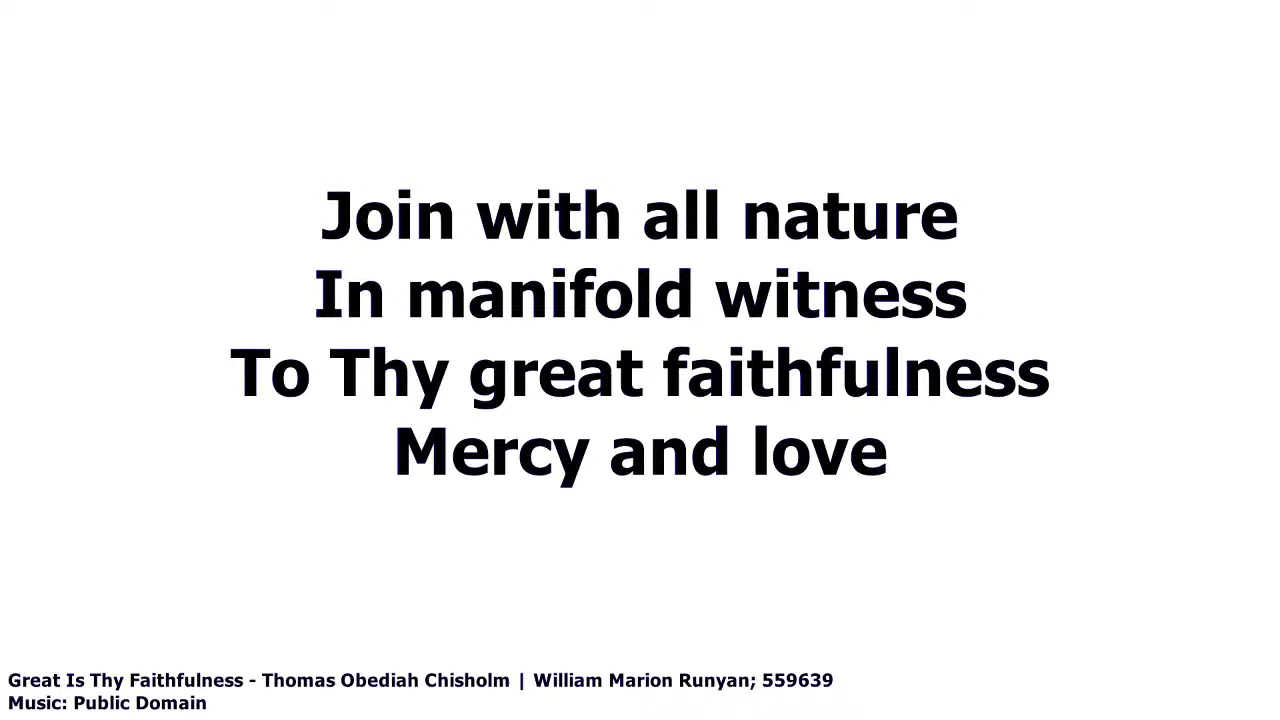 Join with all nature
In manifold witness
To Thy great faithfulness
Mercy and love
Great Is Thy Faithfulness - Thomas Obediah Chisholm | William Marion Runyan; 559639
Music: Public Domain